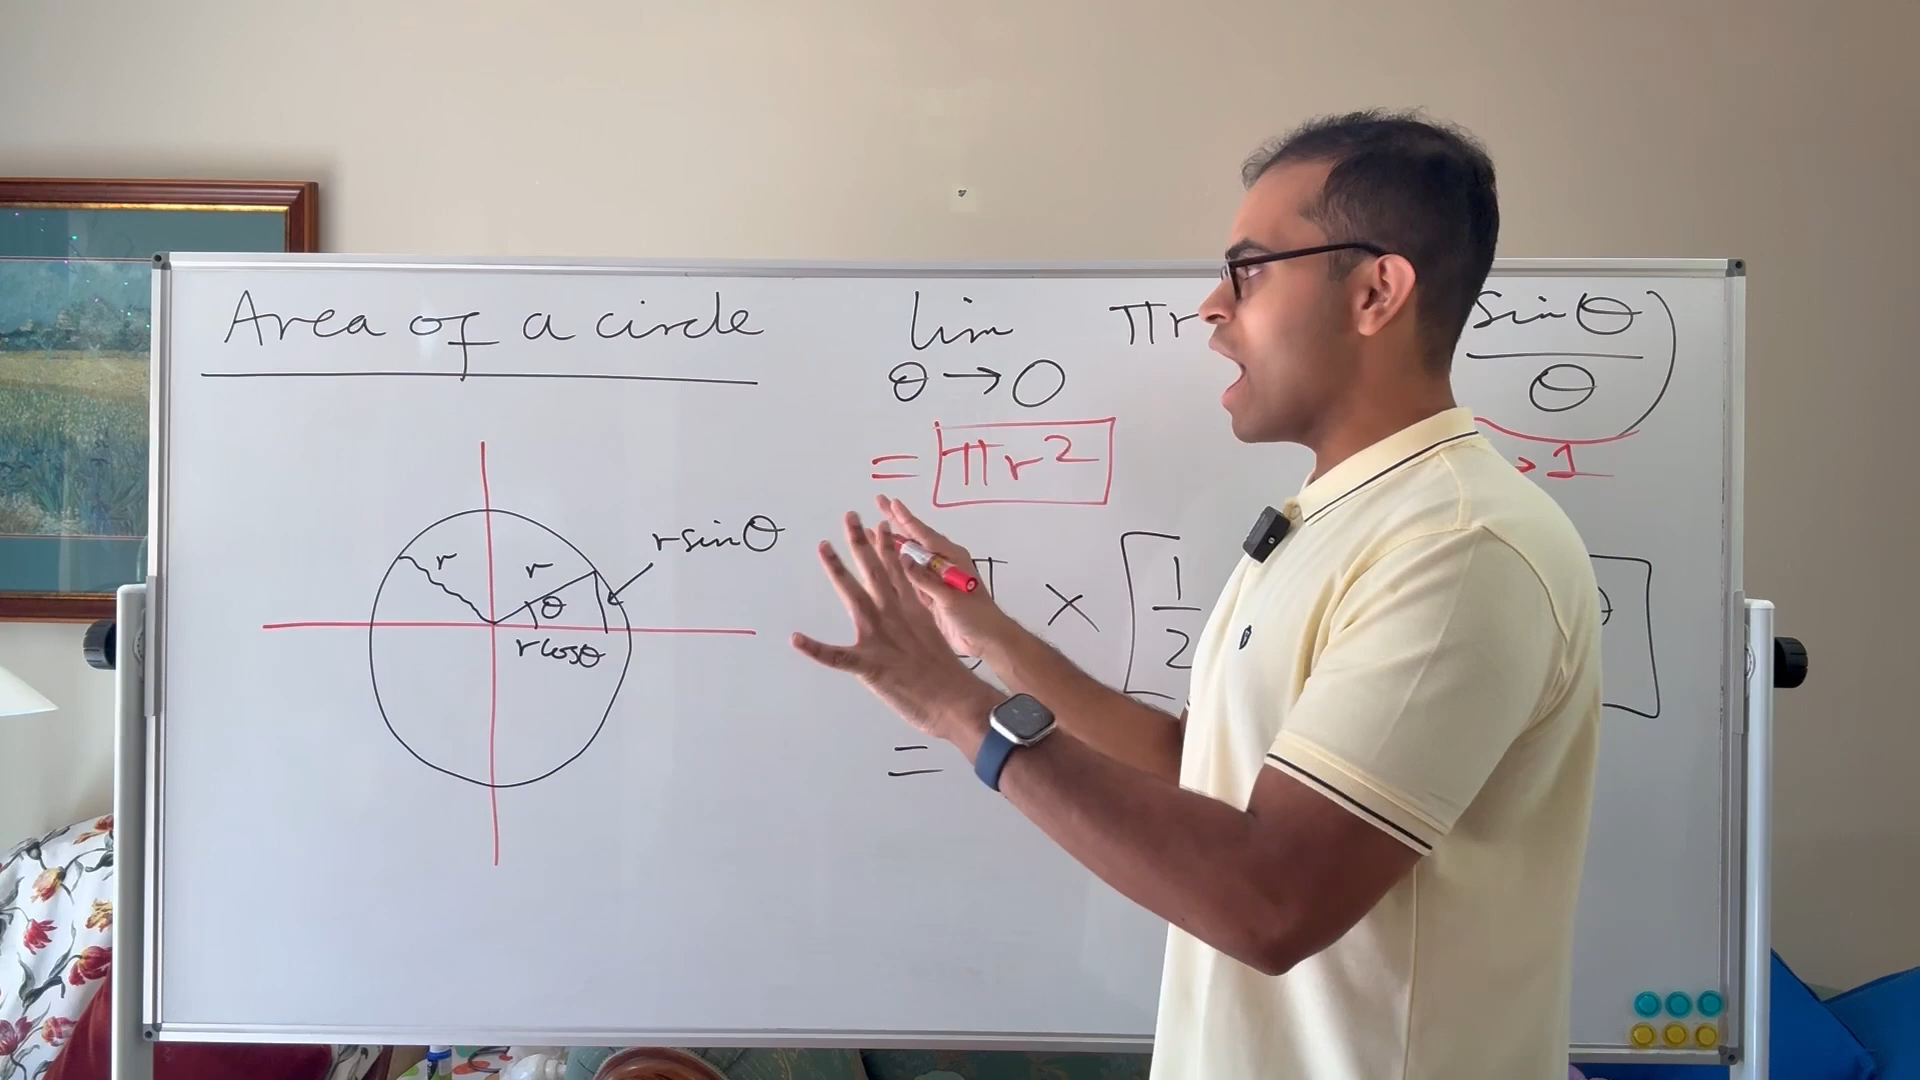 Area of a circle
r
r
θ
r sinθ
r cosθ
lim
θ → 0
πr
sinθ
θ
= πr²
→ 1
× [ 1/2
=